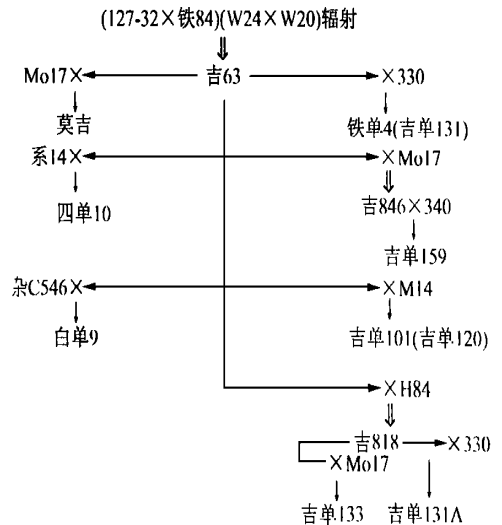 (127-32×铁84)(W24×W20)辐射
Mo17× 吉63 ×330
莫吉 铁单4(吉单131)
系14× ×Mo17
四单10 吉846×340
吉单159
杂C546× ×M14
白单9 吉单101(吉单120)
×H84
吉818 ×330
×Mo17
吉单133 吉单131A